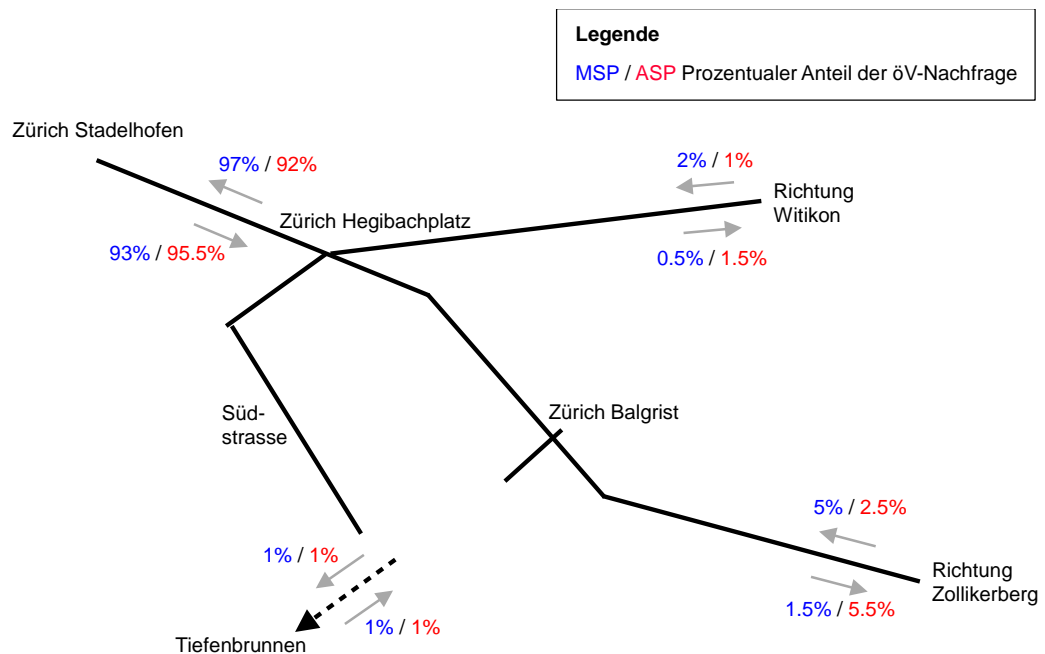 Legende
MSP / ASP Prozentualer Anteil der öV-Nachfrage
Zürich Stadelhofen
97% / 92%
2% / 1%
Richtung
Witikon
Zürich Hegibachplatz
93% / 95.5%
0.5% / 1.5%
Süd-
strasse
Zürich Balgrist
5% / 2.5%
1% / 1%
Richtung
Zollikerberg
1.5% / 5.5%
1% / 1%
Tiefenbrunnen